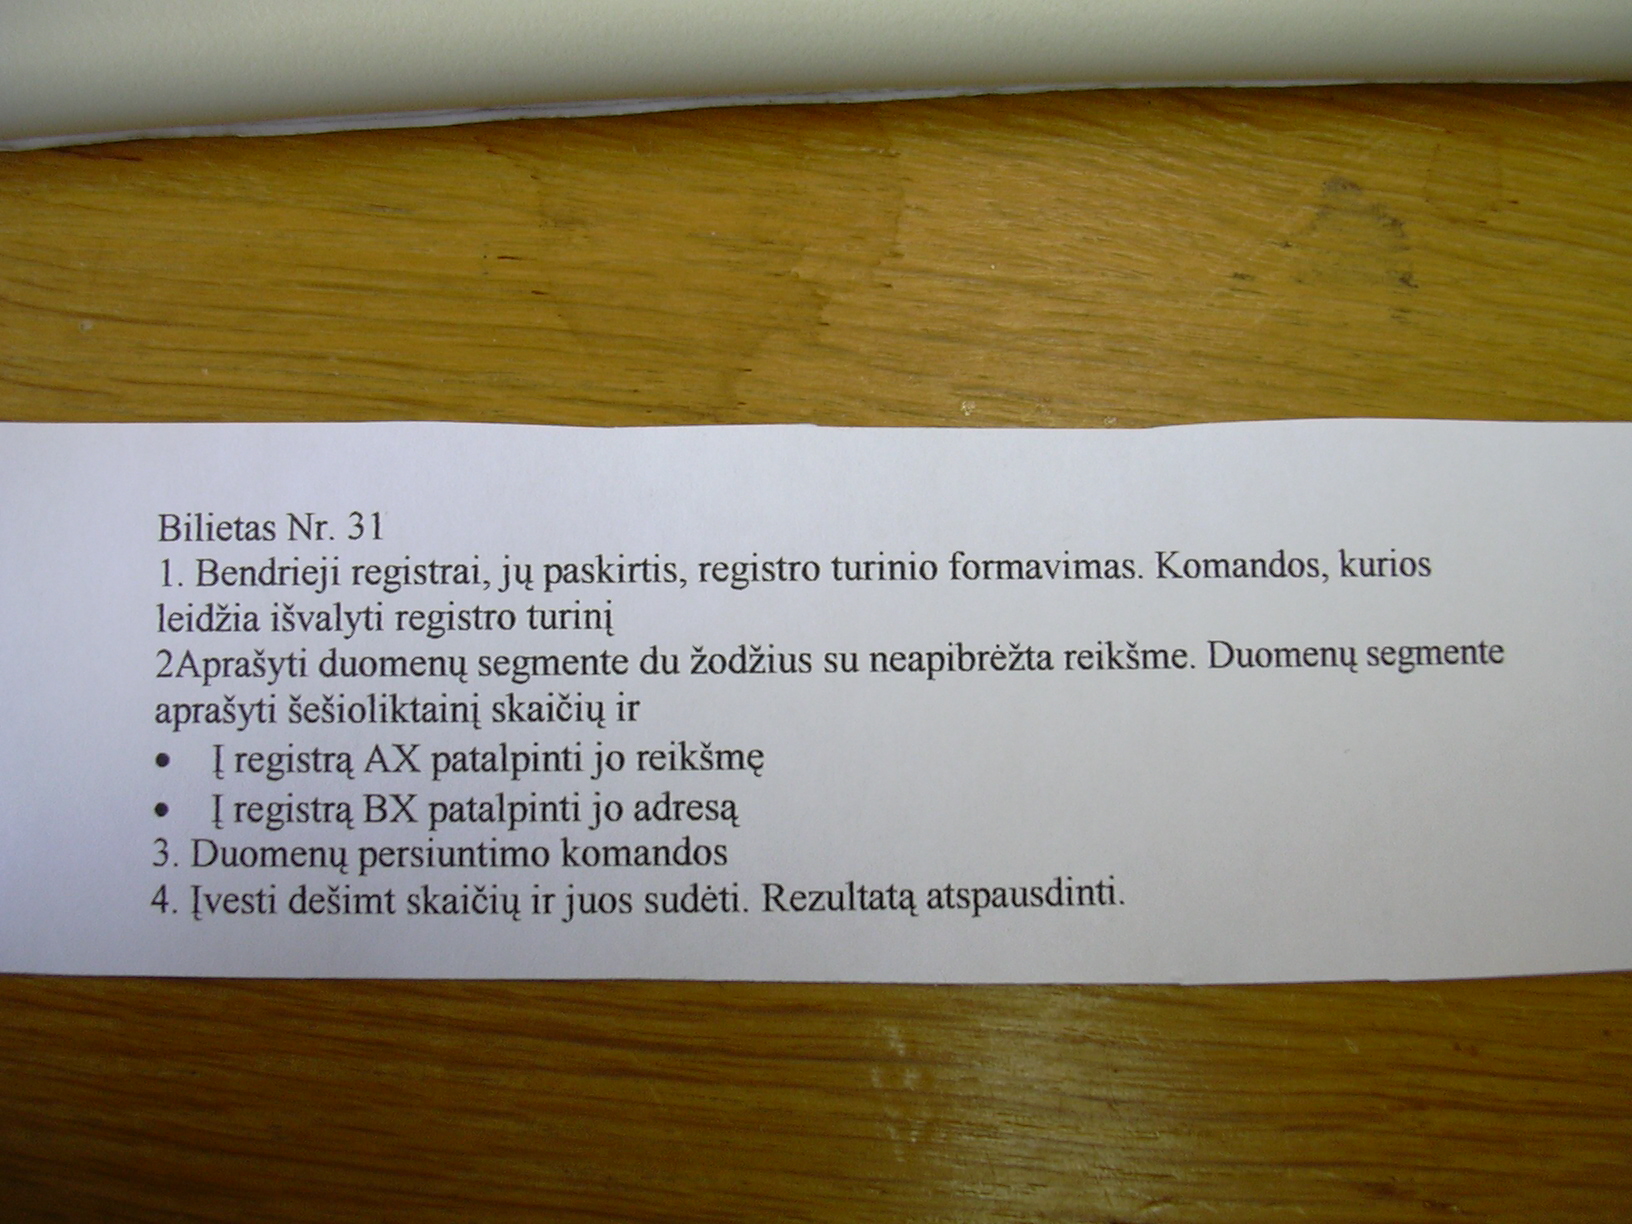 Bilietas Nr. 31
1. Bendrieji registrai, jų paskirtis, registro turinio formavimas. Komandos, kurios
leidžia išvalyti registro turinį
2Aprašyti duomenų segmente du žodžius su neapibrėžta reikšme. Duomenų segmente
aprašyti šešioliktainį skaičių ir
• Į registrą AX patalpinti jo reikšmę
• Į registrą BX patalpinti jo adresą
3. Duomenų persiuntimo komandos
4. Įvesti dešimt skaičių ir juos sudėti. Rezultatą atspausdinti.